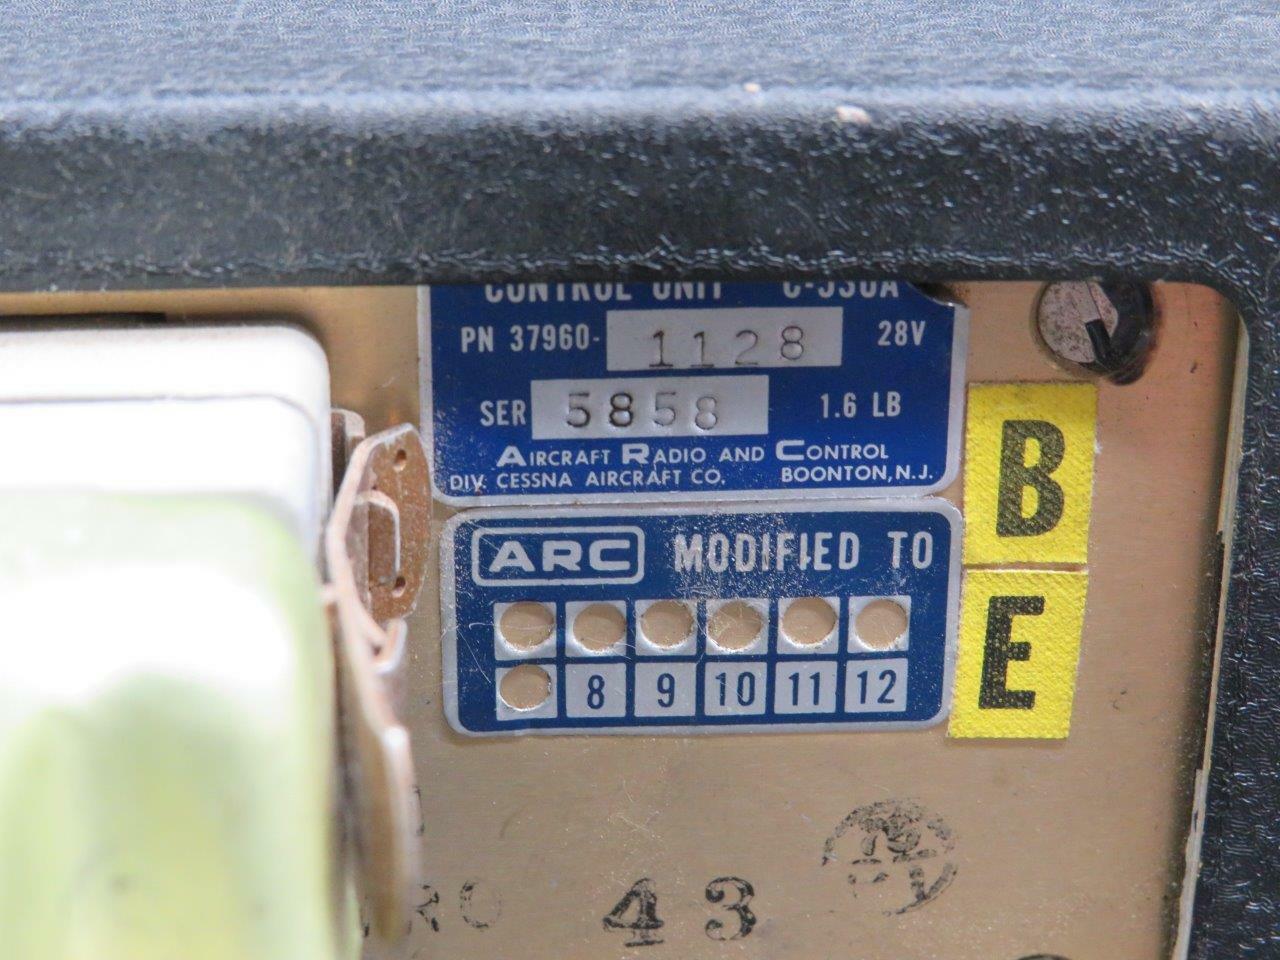 CONTROL UNIT C-530A
PN 37960- 1128 28V
SER 5858 1.6 LB
AIRCRAFT RADIO AND CONTROL
DIV. CESSNA AIRCRAFT CO. BOONTON, N.J.
B
ARC MODIFIED TO
8 9 10 11 12
E
43